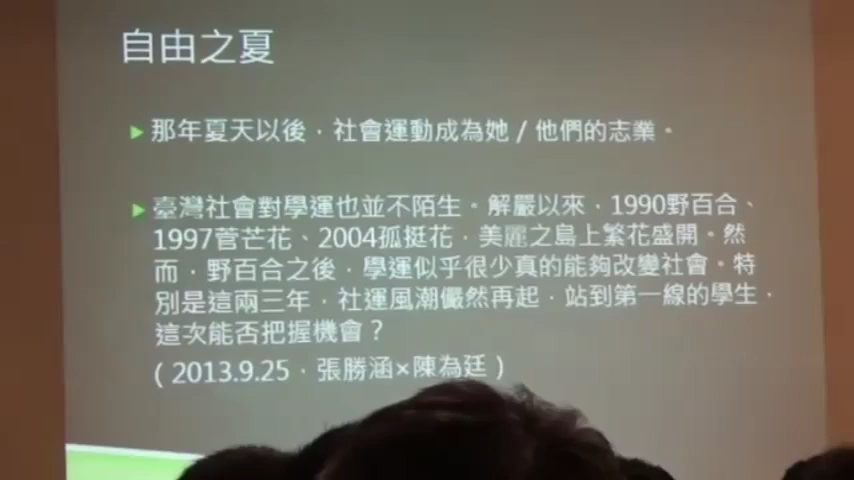 自由之夏
那年夏天以後，社會運動成為她／他們的志業。
臺灣社會對學運也並不陌生。解嚴以來，1990野百合、
1997菅芒花、2004孤挺花，美麗之島上繁花盛開。然
而，野百合之後，學運似乎很少真的能夠改變社會。特
別是這兩三年，社運風潮儼然再起，站到第一線的學生，
這次能否把握機會？
（2013.9.25，張勝涵×陳為廷）